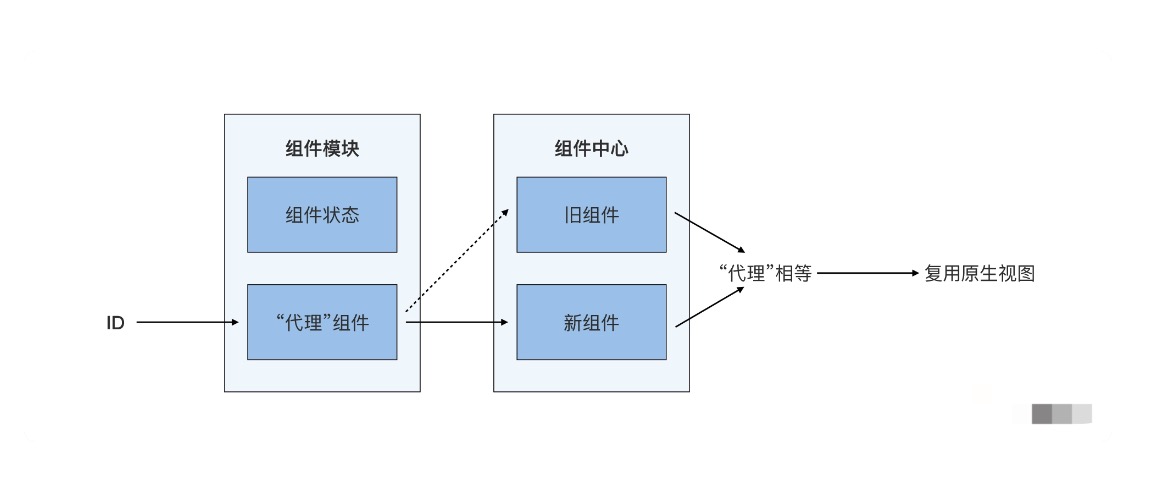 组件模块
组件状态
ID
“代理”组件
组件中心
旧组件
新组件
“代理”相等
复用原生视图